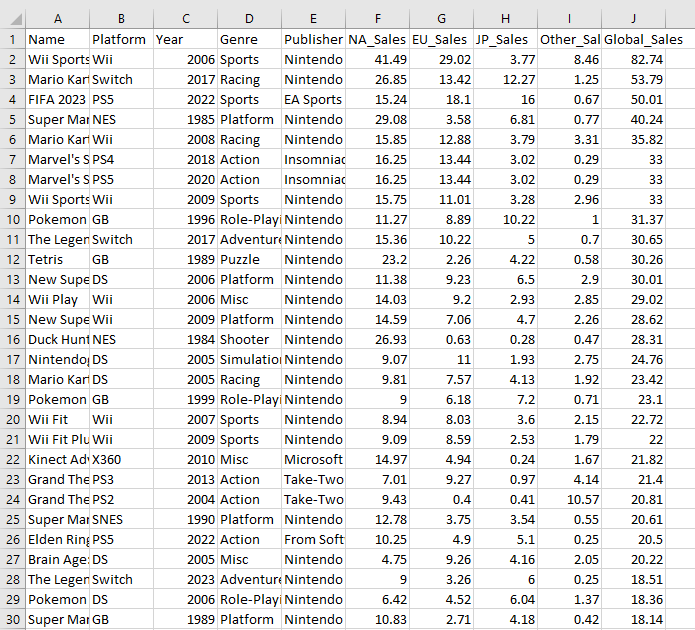 A B C D E F G H I J
1 Name Platform Year Genre Publisher NA_Sales EU_Sales JP_Sales Other_Sal Global_Sales
2 Wii Sports Wii 2006 Sports Nintendo 41.49 29.02 3.77 8.46 82.74
3 Mario Kart Switch 2017 Racing Nintendo 26.85 13.42 12.27 1.25 53.79
4 FIFA 2023 PS5 2022 Sports EA Sports 15.24 18.1 16 0.67 50.01
5 Super Mar NES 1985 Platform Nintendo 29.08 3.58 6.81 0.77 40.24
6 Mario Kart Wii 2008 Racing Nintendo 15.85 12.88 3.79 3.31 35.82
7 Marvel's S PS4 2018 Action Insomniac 16.25 13.44 3.02 0.29 33
8 Marvel's S PS5 2020 Action Insomniac 16.25 13.44 3.02 0.29 33
9 Wii Sports Wii 2009 Sports Nintendo 15.75 11.01 3.28 2.96 33
10 Pokemon GB 1996 Role-Playi Nintendo 11.27 8.89 10.22 1 31.37
11 The Legen Switch 2017 Adventure Nintendo 15.36 10.22 5 0.7 30.65
12 Tetris GB 1989 Puzzle Nintendo 23.2 2.26 4.22 0.58 30.26
13 New Supe DS 2006 Platform Nintendo 11.38 9.23 6.5 2.9 30.01
14 Wii Play Wii 2006 Misc Nintendo 14.03 9.2 2.93 2.85 29.02
15 New Supe Wii 2009 Platform Nintendo 14.59 7.06 4.7 2.26 28.62
16 Duck Hunt NES 1984 Shooter Nintendo 26.93 0.63 0.28 0.47 28.31
17 Nintendog DS 2005 Simulation Nintendo 9.07 11 1.93 2.75 24.76
18 Mario Kart DS 2005 Racing Nintendo 9.81 7.57 4.13 1.92 23.42
19 Pokemon GB 1999 Role-Playi Nintendo 9 6.18 7.2 0.71 23.1
20 Wii Fit Wii 2007 Sports Nintendo 8.94 8.03 3.6 2.15 22.72
21 Wii Fit Plu Wii 2009 Sports Nintendo 9.09 8.59 2.53 1.79 22
22 Kinect Adv X360 2010 Misc Microsoft 14.97 4.94 0.24 1.67 21.82
23 Grand The PS3 2013 Action Take-Two 7.01 9.27 0.97 4.14 21.4
24 Grand The PS2 2004 Action Take-Two 9.43 0.4 0.41 10.57 20.81
25 Super Mar SNES 1990 Platform Nintendo 12.78 3.75 3.54 0.55 20.61
26 Elden Ring PS5 2022 Action From Soft 10.25 4.9 5.1 0.25 20.5
27 Brain Age: DS 2005 Misc Nintendo 4.75 9.26 4.16 2.05 20.22
28 The Legen Switch 2023 Adventure Nintendo 9 3.26 6 0.25 18.51
29 Pokemon DS 2006 Role-Playi Nintendo 6.42 4.52 6.04 1.37 18.36
30 Super Mar GB 1989 Platform Nintendo 10.83 2.71 4.18 0.42 18.14